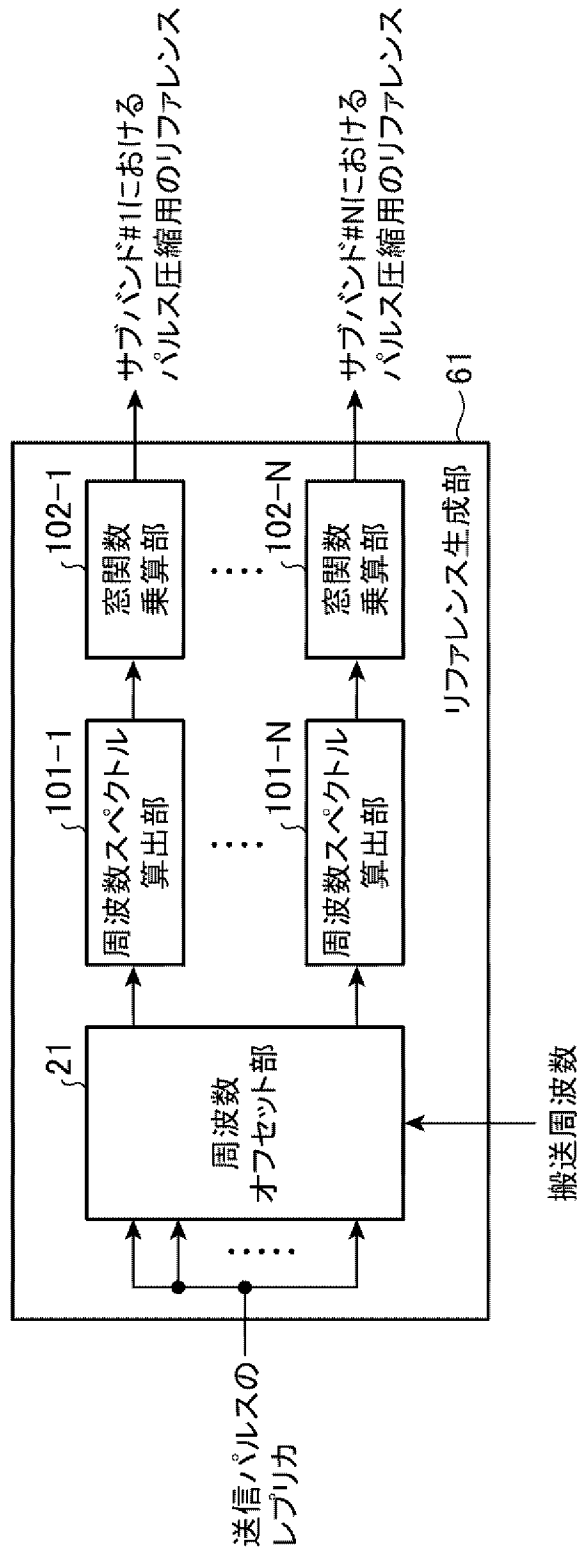 送信パルスの
レプリカ
搬送周波数
21
周波数
オフセット部
101-1
周波数スペクトル
算出部
102-1
窓関数
乗算部
サブバンド#1における
パルス圧縮用のリファレンス
101-N
周波数スペクトル
算出部
102-N
窓関数
乗算部
サブバンド#Nにおける
パルス圧縮用のリファレンス
リファレンス生成部
61